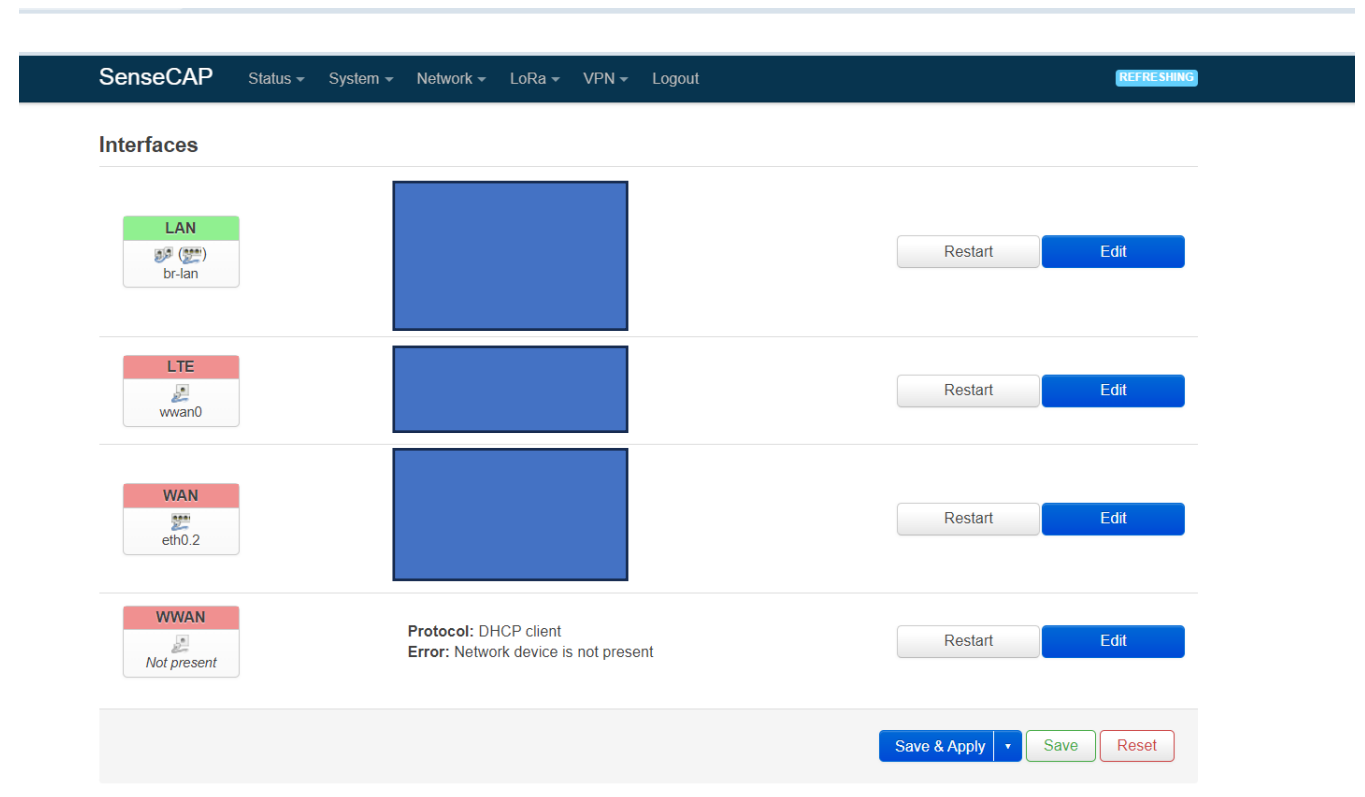 SenseCAP Status System Network LoRa VPN Logout REFRESHING
Interfaces
LAN
( )
br-lan
Restart Edit
LTE
wwan0
Restart Edit
WAN
eth0.2
Restart Edit
WWAN
Not present
Protocol: DHCP client
Error: Network device is not present
Restart Edit
Save & Apply Save Reset